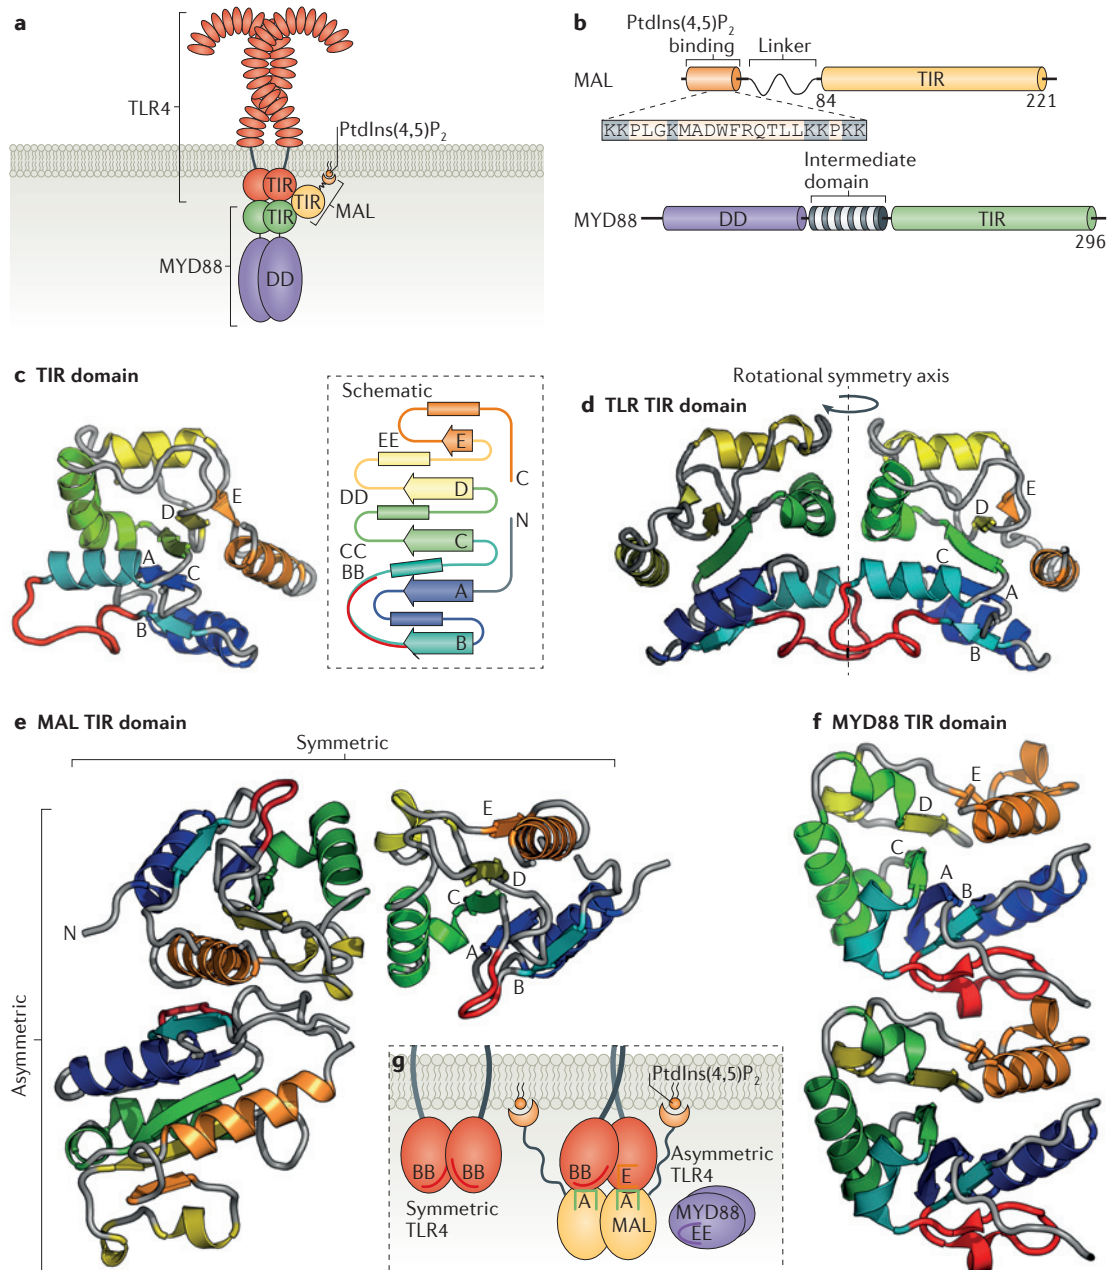 a
TLR4
PtdIns(4,5)P2
TIR
TIR
TIR
MAL
MYD88
DD
b
PtdIns(4,5)P2
binding
Linker
MAL
TIR
84
221
KKPLGKMADWFRQTLLKKPKK
Intermediate
domain
MYD88
DD
TIR
296
c TIR domain
E
D
A
C
B
Schematic
E
EE
C
D
DD
N
C
CC
BB
A
B
Rotational symmetry axis
d TLR TIR domain
E
D
C
A
B
e MAL TIR domain
Symmetric
Asymmetric
N
E
D
C
A
B
f MYD88 TIR domain
E
D
C
A
B
g
PtdIns(4,5)P2
BB
BB
Symmetric
TLR4
BB
E
A
A
MAL
Asymmetric
TLR4
MYD88
EE